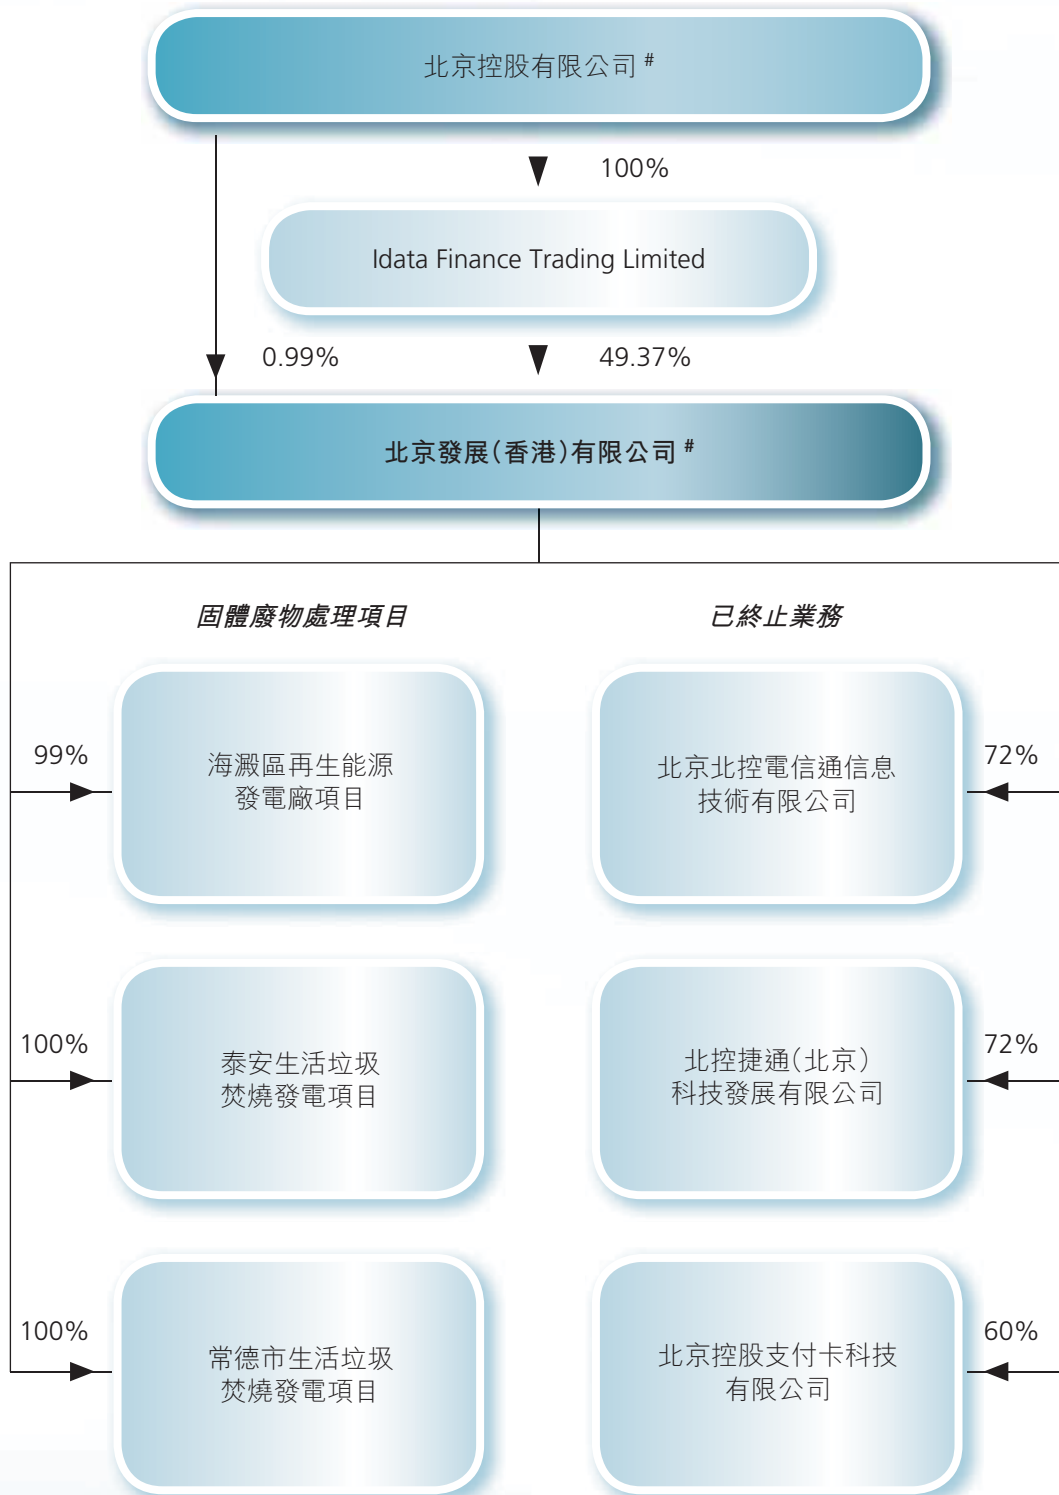 北京控股有限公司 #
100%
Idata Finance Trading Limited
0.99%
49.37%
北京發展(香港)有限公司 #
固體廢物處理項目
已終止業務
99%
海澱區再生能源
發電廠項目
北京北控電信通信息
技術有限公司
72%
100%
泰安生活垃圾
焚燒發電項目
北控捷通(北京)
科技發展有限公司
72%
100%
常德市生活垃圾
焚燒發電項目
北京控股支付卡科技
有限公司
60%